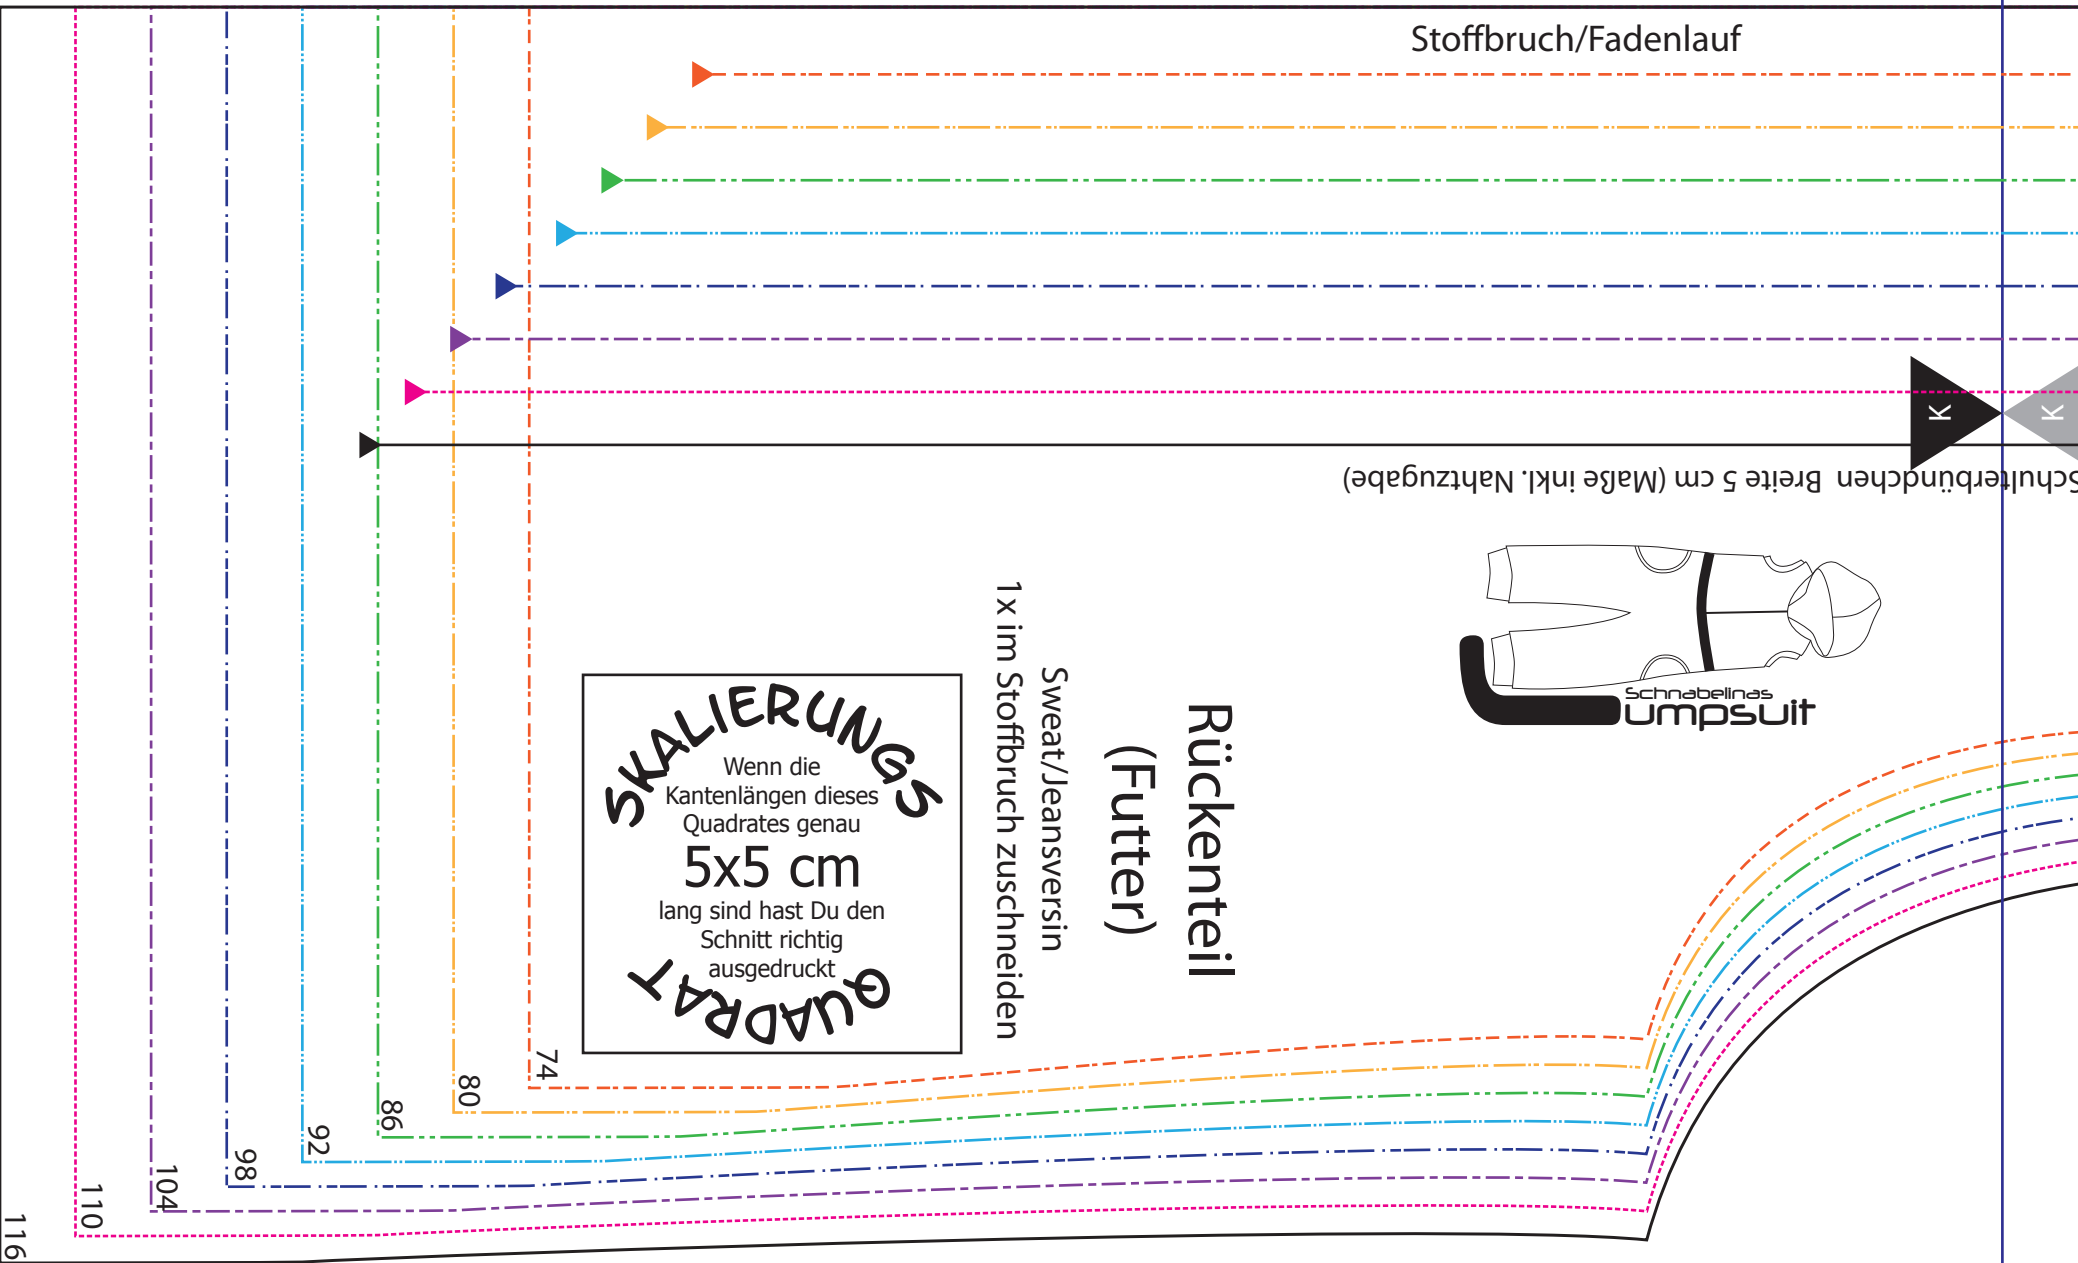 Stoffbruch/Fadenlauf
K
K
Schulterbündchen Breite 5 cm (Maße inkl. Nahtzugabe)
Schnabelinas
Jumpsuit
Rückenteil
(Futter)
Sweat/Jeansversin
1x im Stoffbruch zuschneiden
SKALIERUNGS
Wenn die
Kantenlängen dieses
Quadrates genau
5x5 cm
lang sind hast Du den
Schnitt richtig
ausgedruckt
QUADRAT
74
80
86
92
98
104
110
116